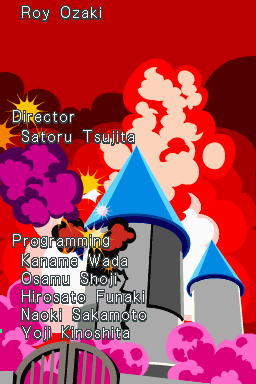 Roy Ozaki
Director
Satoru Tsujita
Programming
Kaname Wada
Osamu Shoji
Hirosato Funaki
Naoki Sakamoto
Yoji Kinoshita